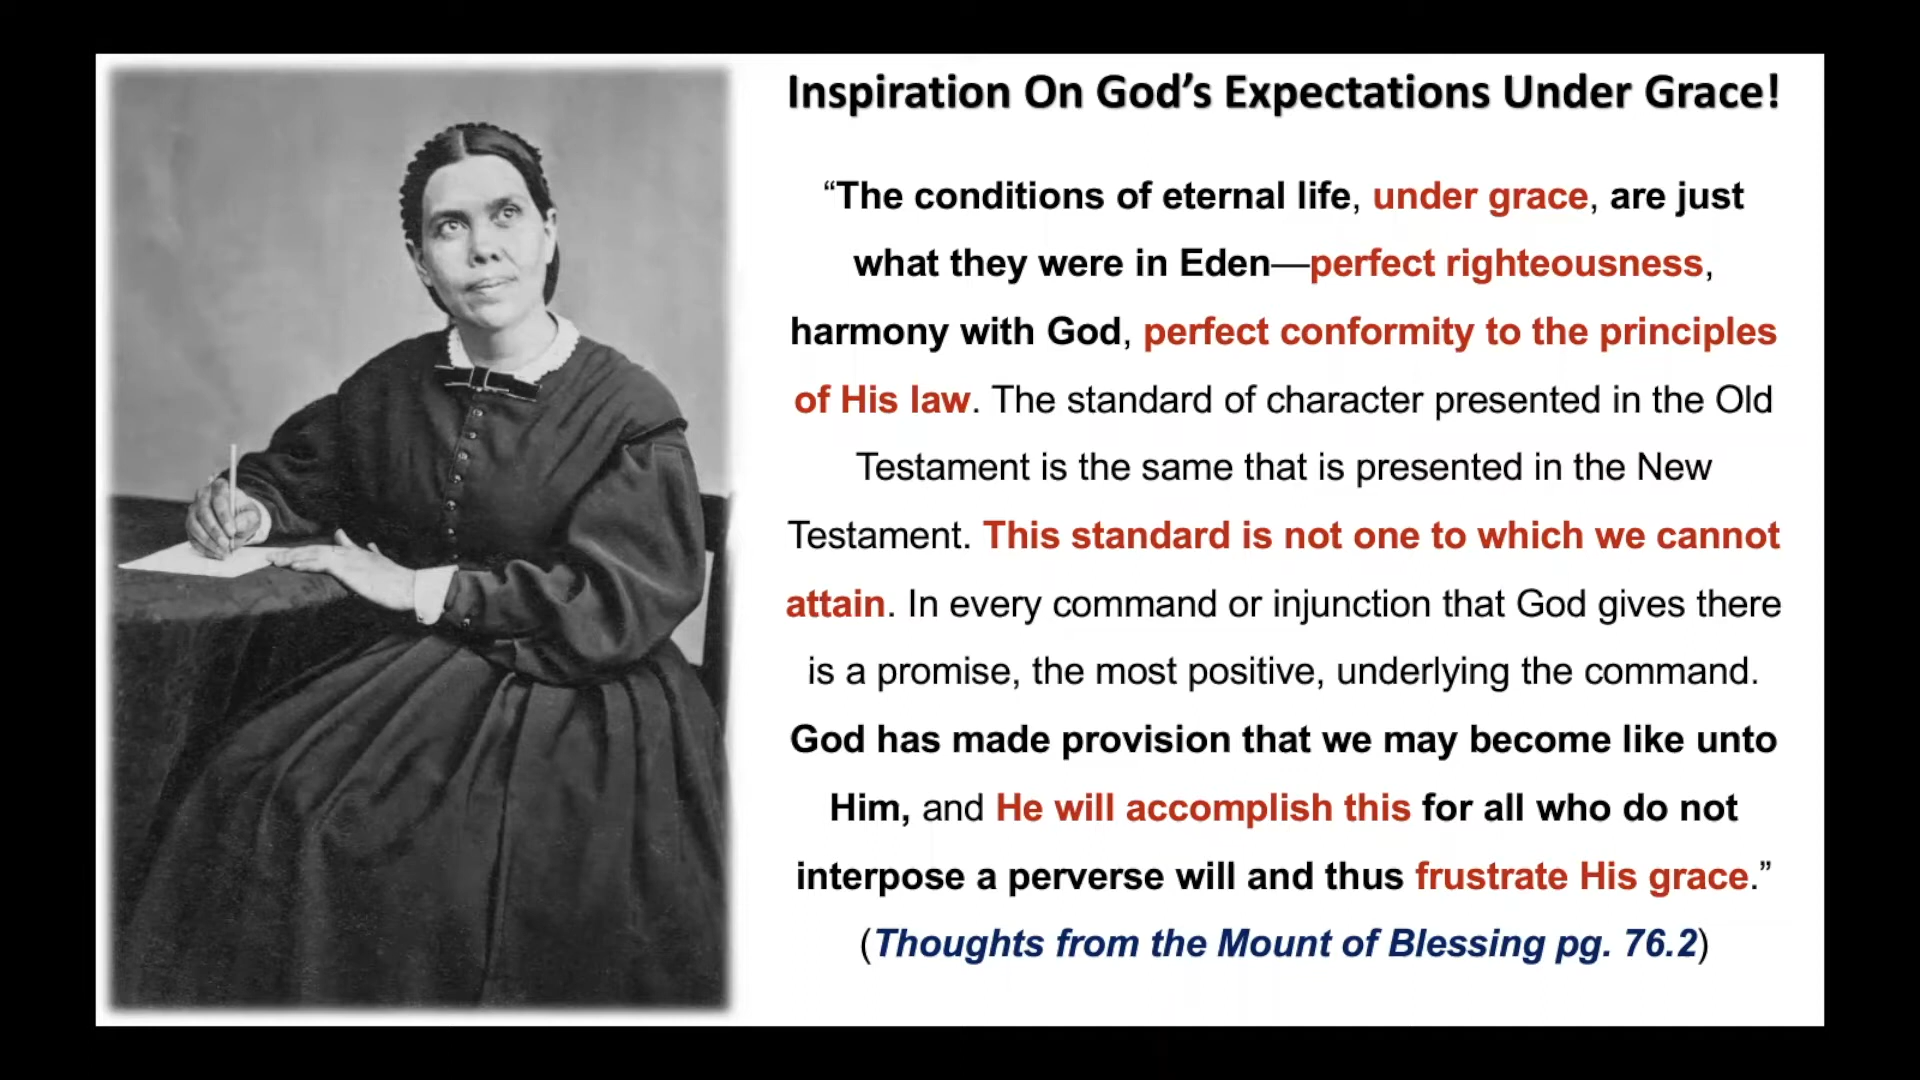 Inspiration On God’s Expectations Under Grace!
“The conditions of eternal life, under grace, are just
what they were in Eden—perfect righteousness,
harmony with God, perfect conformity to the principles
of His law. The standard of character presented in the Old
Testament is the same that is presented in the New
Testament. This standard is not one to which we cannot
attain. In every command or injunction that God gives there
is a promise, the most positive, underlying the command.
God has made provision that we may become like unto
Him, and He will accomplish this for all who do not
interpose a perverse will and thus frustrate His grace.”
(Thoughts from the Mount of Blessing pg. 76.2)